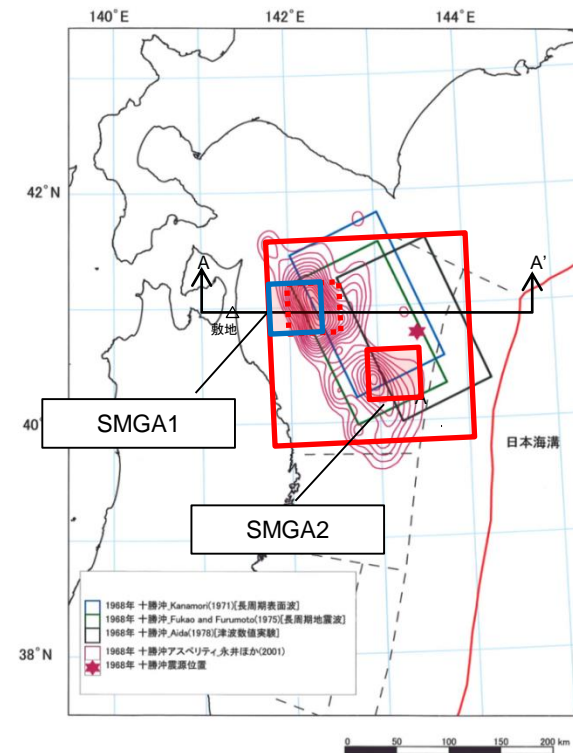 140°E
142°E
144°E
42°N
A
A'
敷地
SMGA1
40°N
日本海溝
SMGA2
1968年 十勝沖_Kanamori(1971)[長周期表面波]
1968年 十勝沖_Fukao and Furumoto(1975)[長周期地震波]
1968年 十勝沖_Aida(1978)[津波数値実験]
1968年 十勝沖アスペリティ_永井ほか(2001)
1968年 十勝沖震源位置
38°N
0 50 100 150 200 km